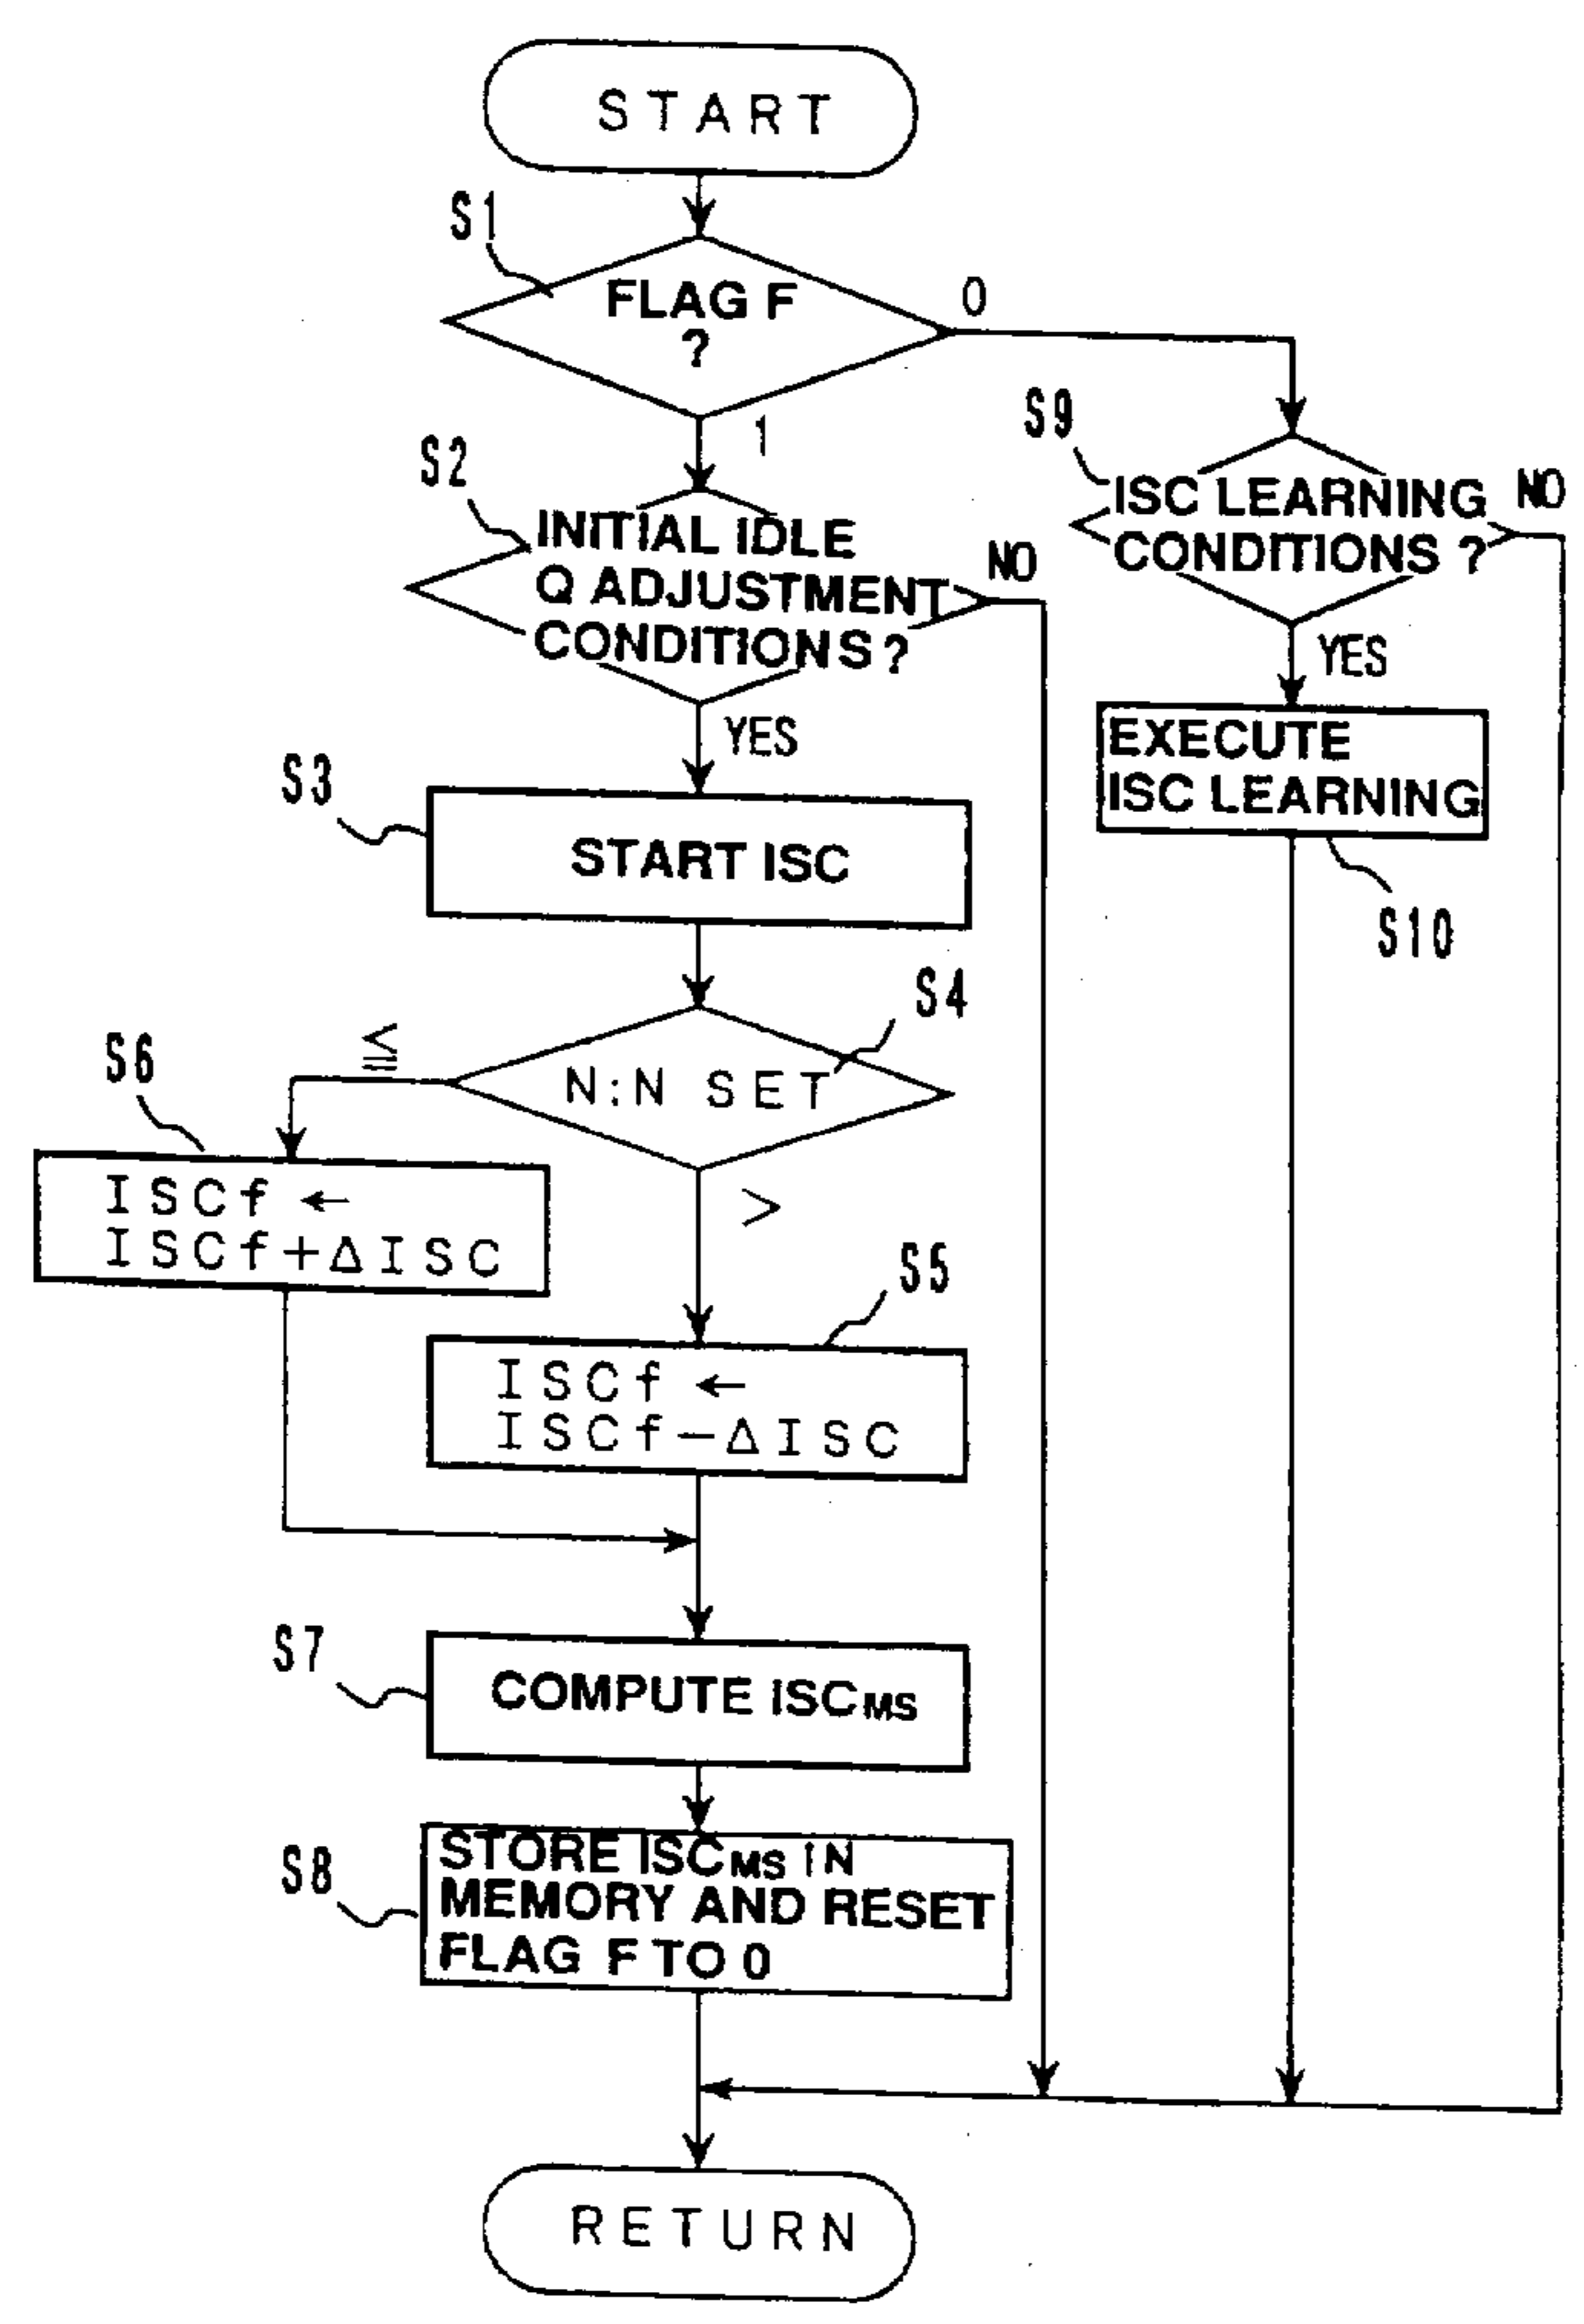 START
S1
FLAG F
?
0
1
S9
ISC LEARNING
CONDITIONS ?
NO
S2
INITIAL IDLE
Q ADJUSTMENT
CONDITIONS ?
NO
YES
YES
EXECUTE
ISC LEARNING
S10
S3
START ISC
S4
N:N SET
≦
>
S6
ISCf ←
ISCf+ΔISC
S5
ISCf ←
ISCf−ΔISC
S7
COMPUTE ISCMS
S8
STORE ISCMS IN
MEMORY AND RESET
FLAG F TO 0
RETURN